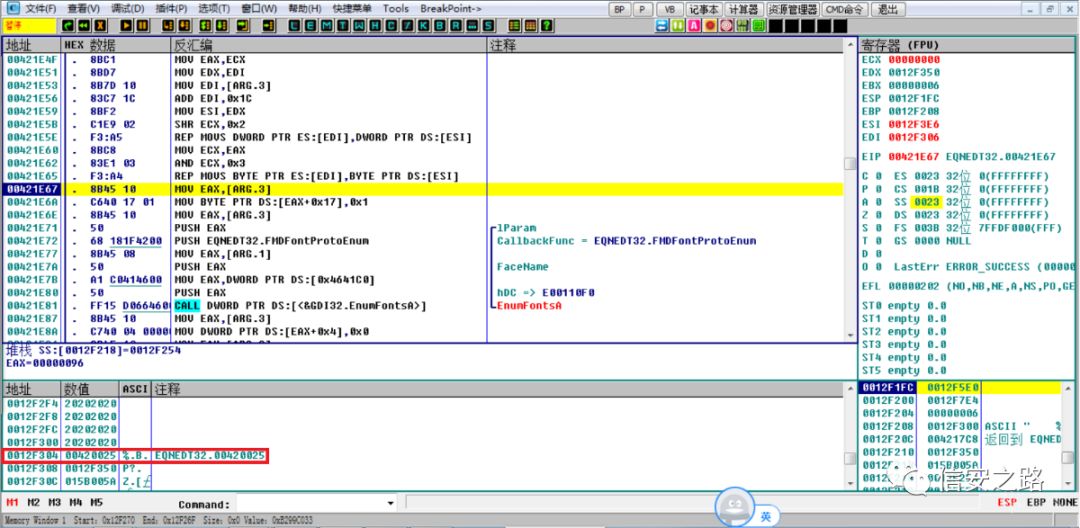 文件(F) 查看(V) 调试(D) 插件(P) 选项(T) 窗口(W) 帮助(H) 快捷菜单 Tools BreakPoint-> BP P VB 记事本 计算器 资源管理器 CMD命令 退出
暂停 L E M T W H C / K B R ... S
地址 HEX 数据 反汇编 注释
00421E4F . 8BC1 MOV EAX,ECX
00421E51 . 8BD7 MOV EDX,EDI
00421E53 . 8B7D 10 MOV EDI,[ARG.3]
00421E56 . 83C7 1C ADD EDI,0x1C
00421E59 . 8BF2 MOV ESI,EDX
00421E5B . C1E9 02 SHR ECX,0x2
00421E5E . F3:A5 REP MOVS DWORD PTR ES:[EDI],DWORD PTR DS:[ESI]
00421E60 . 8BC8 MOV ECX,EAX
00421E62 . 83E1 03 AND ECX,0x3
00421E65 . F3:A4 REP MOVS BYTE PTR ES:[EDI],BYTE PTR DS:[ESI]
00421E67 . 8B45 10 MOV EAX,[ARG.3]
00421E6A . C640 17 01 MOV BYTE PTR DS:[EAX+0x17],0x1
00421E6E . 8B45 10 MOV EAX,[ARG.3]
00421E71 . 50 PUSH EAX lParam
00421E72 . 68 181F4200 PUSH EQNEDT32.FMDFontProtoEnum CallbackFunc = EQNEDT32.FMDFontProtoEnum
00421E77 . 8B45 08 MOV EAX,[ARG.1]
00421E7A . 50 PUSH EAX FaceName
00421E7B . A1 C0414600 MOV EAX,DWORD PTR DS:[0x4641C0]
00421E80 . 50 PUSH EAX hDC => E00110F0
00421E81 . FF15 D0664600 CALL DWORD PTR DS:[<&GDI32.EnumFontsA>] EnumFontsA
00421E87 . 8B45 10 MOV EAX,[ARG.3]
00421E8A . C740 04 00000 MOV DWORD PTR DS:[EAX+0x4],0x0
堆栈 SS:[0012F218]=0012F254
EAX=00000096
寄存器 (FPU)
ECX 00000000
EDX 0012F350
EBX 00000006
ESP 0012F1FC
EBP 0012F208
ESI 0012F3E6
EDI 0012F306
EIP 00421E67 EQNEDT32.00421E67
C 0 ES 0023 32位 0(FFFFFFFF)
P 0 CS 001B 32位 0(FFFFFFFF)
A 0 SS 0023 32位 0(FFFFFFFF)
Z 0 DS 0023 32位 0(FFFFFFFF)
S 0 FS 003B 32位 7FFDF000(FFF)
T 0 GS 0000 NULL
D 0
O 0 LastErr ERROR_SUCCESS (00000
EFL 00000202 (NO,NB,NE,A,NS,PO,GE
ST0 empty 0.0
ST1 empty 0.0
ST2 empty 0.0
ST3 empty 0.0
ST4 empty 0.0
ST5 empty 0.0
地址 数值 ASCI 注释
0012F2F4 20202020
0012F2F8 20202020
0012F2FC 20202020
0012F300 20202020
0012F304 00420025 %.B. EQNEDT32.00420025
0012F308 0012F350 P?.
0012F30C 015B005A Z.[
0012F1FC 0012F5E0
0012F200 0012F7E4
0012F204 00000006
0012F208 0012F300 ASCII " %
0012F20C 004217C8 返回到 EQNED
0012F210 0012F350
015B005A
信安之路
M1 M2 M3 M4 M5 Command: 英 ESP EBP NONE
Memory Window 1 Start: 0x12F270 End: 0x12F26F Size: 0x0 Value: 0xB299C033